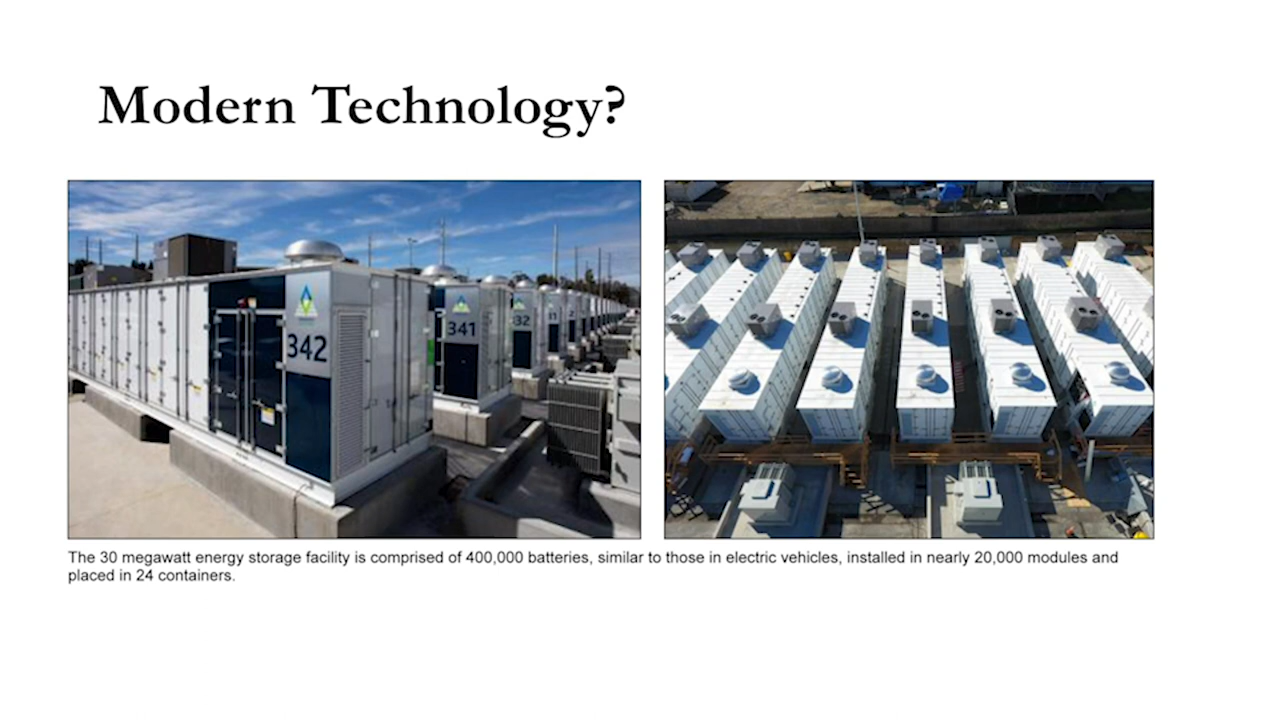 Modern Technology?
342
341
32
The 30 megawatt energy storage facility is comprised of 400,000 batteries, similar to those in electric vehicles, installed in nearly 20,000 modules and
placed in 24 containers.